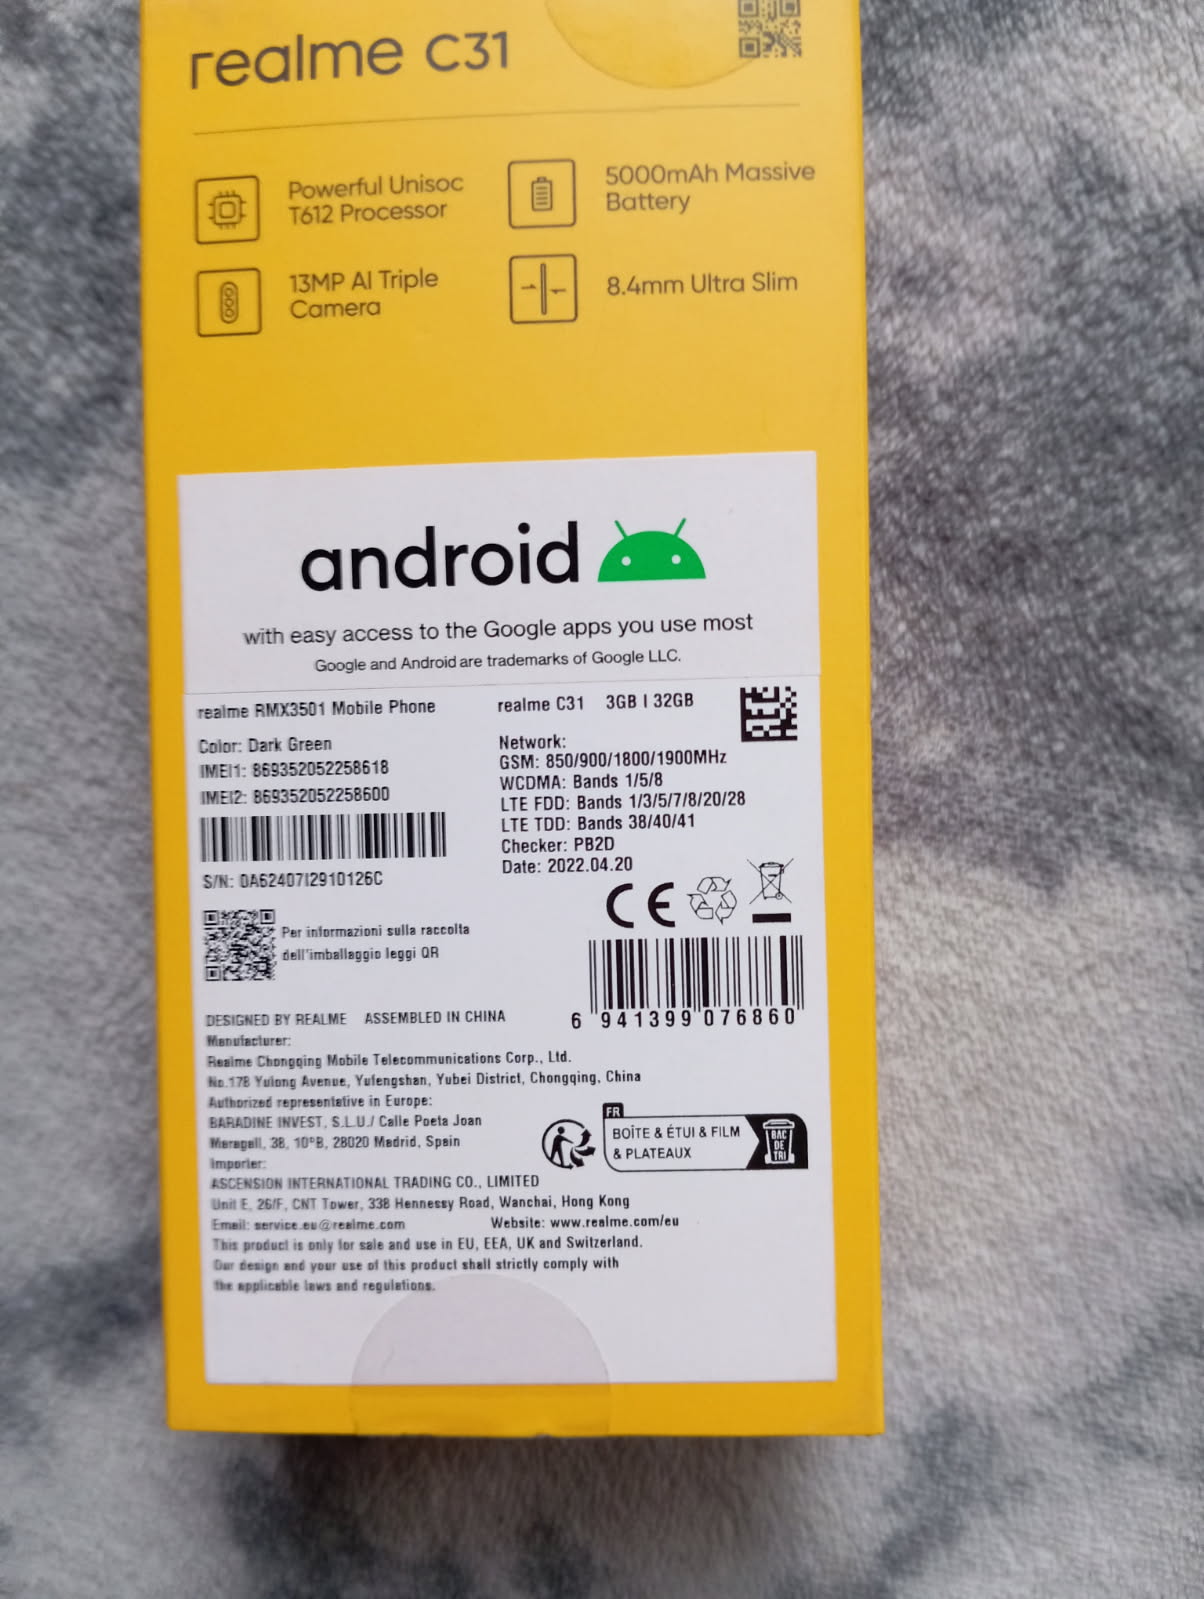 realme C31
Powerful Unisoc
T612 Processor
5000mAh Massive
Battery
13MP AI Triple
Camera
8.4mm Ultra Slim
android
with easy access to the Google apps you use most
Google and Android are trademarks of Google LLC.
realme RMX3501 Mobile Phone
Color: Dark Green
IMEI1: 869352052258618
IMEI2: 869352052258600
S/N: DA62407I2910126C
Per informazioni sulla raccolta
dell'imballaggio leggi QR
realme C31 3GB | 32GB
Network:
GSM: 850/900/1800/1900MHz
WCDMA: Bands 1/5/8
LTE FDD: Bands 1/3/5/7/8/20/28
LTE TDD: Bands 38/40/41
Checker: PB2D
Date: 2022.04.20
CE
6 941399 076860
DESIGNED BY REALME ASSEMBLED IN CHINA
Manufacturer:
Realme Chongqing Mobile Telecommunications Corp., Ltd.
No.178 Yulong Avenue, Yufengshan, Yubei District, Chongqing, China
Authorized representative in Europe:
BARADINE INVEST, S.L.U./ Calle Poeta Joan
Maragall, 38, 10°B, 28020 Madrid, Spain
Importer:
ASCENSION INTERNATIONAL TRADING CO., LIMITED
Unit E, 26/F, CNT Tower, 338 Hennessy Road, Wanchai, Hong Kong
Email: service.eu@realme.com Website: www.realme.com/eu
This product is only for sale and use in EU, EEA, UK and Switzerland.
Our design and your use of this product shall strictly comply with
the applicable laws and regulations.
FR
BOÎTE & ÉTUI & FILM
& PLATEAUX
BAC
DE
TRI